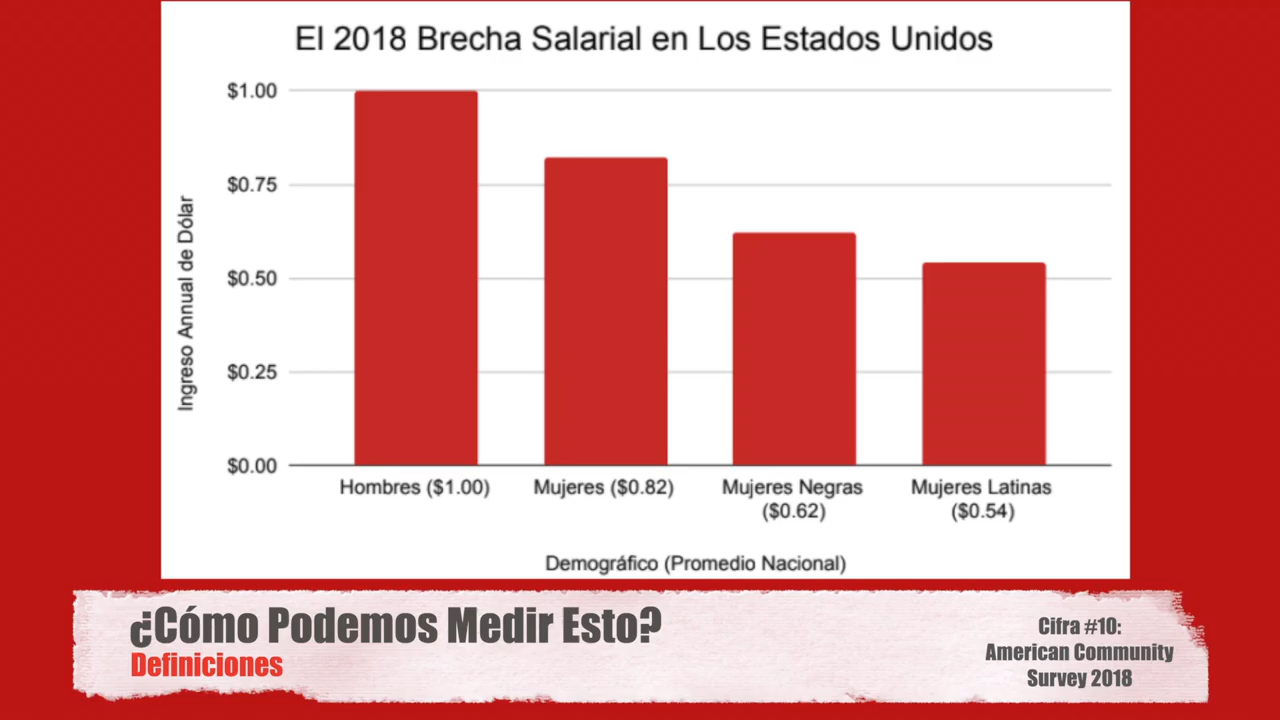 El 2018 Brecha Salarial en Los Estados Unidos
$1.00
$0.75
$0.50
$0.25
$0.00
Ingreso Annual de Dólar
Hombres ($1.00)
Mujeres ($0.82)
Mujeres Negras
($0.62)
Mujeres Latinas
($0.54)
Demográfico (Promedio Nacional)
¿Cómo Podemos Medir Esto?
Definiciones
Cifra #10:
American Community
Survey 2018